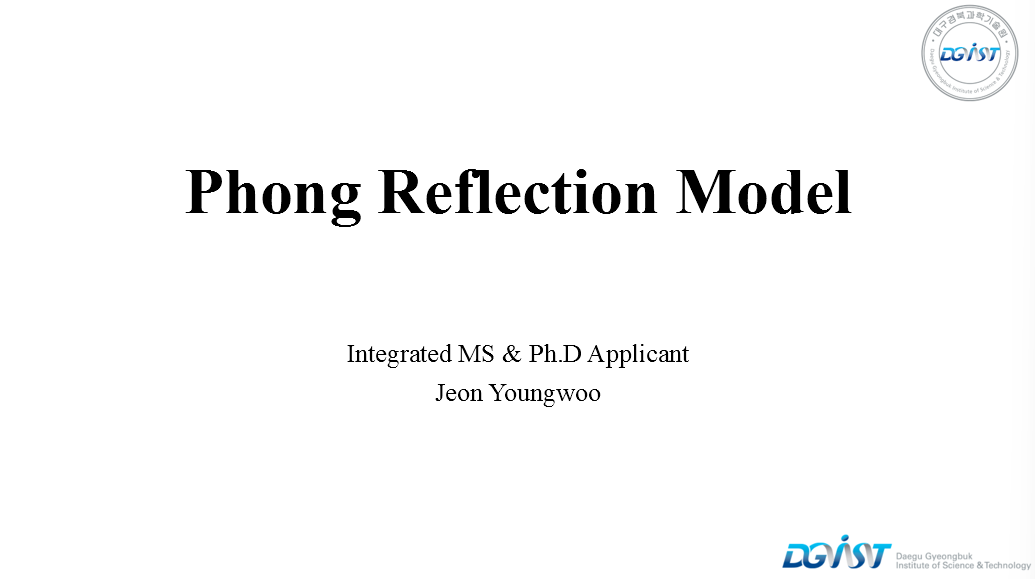 대구경북과학기술원
DGIST
Daegu Gyeongbuk Institute of Science & Technology
Phong Reflection Model
Integrated MS & Ph.D Applicant
Jeon Youngwoo
DGIST
Daegu Gyeongbuk
Institute of Science & Technology